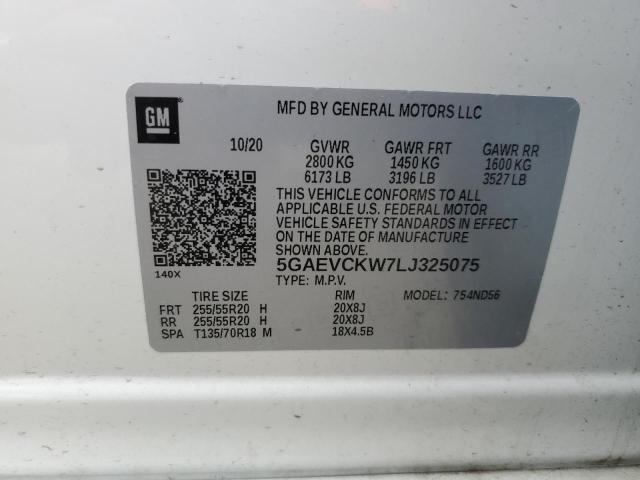 GM
MFD BY GENERAL MOTORS LLC
10/20 GVWR GAWR FRT GAWR RR
2800 KG 1450 KG 1600 KG
6173 LB 3196 LB 3527 LB
THIS VEHICLE CONFORMS TO ALL
APPLICABLE U.S. FEDERAL MOTOR
VEHICLE SAFETY STANDARDS IN EFFECT
ON THE DATE OF MANUFACTURE
SHOWN ABOVE.
5GAEVCKW7LJ325075
140X
TYPE: M.P.V.
TIRE SIZE RIM MODEL: 754ND56
FRT 255/55R20 H 20X8J
RR 255/55R20 H 20X8J
SPA T135/70R18 M 18X4.5B